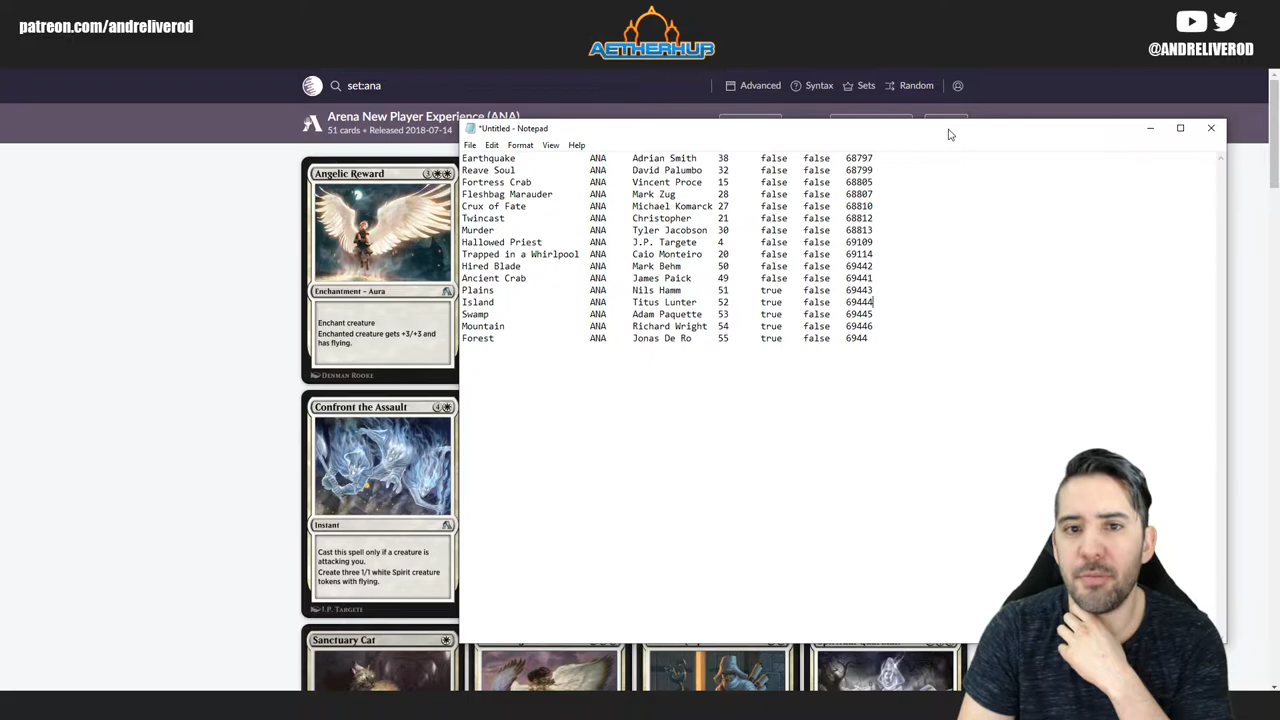 patreon.com/andreliverod
AETHERHUB
@ANDRELIVEROD
set:ana
Advanced
Syntax
Sets
Random
Arena New Player Experience (ANA)
51 cards • Released 2018-07-14
*Untitled - Notepad
File Edit Format View Help
Earthquake ANA Adrian Smith 38 false false 68797
Reave Soul ANA David Palumbo 32 false false 68799
Fortress Crab ANA Vincent Proce 15 false false 68805
Fleshbag Marauder ANA Mark Zug 28 false false 68807
Crux of Fate ANA Michael Komarck 27 false false 68810
Twincast ANA Christopher 21 false false 68812
Murder ANA Tyler Jacobson 30 false false 68813
Hallowed Priest ANA J.P. Targete 4 false false 69109
Trapped in a Whirlpool ANA Caio Monteiro 20 false false 69114
Hired Blade ANA Mark Behm 50 false false 69442
Ancient Crab ANA James Paick 49 false false 69441
Plains ANA Nils Hamm 51 true false 69443
Island ANA Titus Lunter 52 true false 69444
Swamp ANA Adam Paquette 53 true false 69445
Mountain ANA Richard Wright 54 true false 69446
Forest ANA Jonas De Ro 55 true false 6944
Angelic Reward 3
Enchantment – Aura
Enchant creature
Enchanted creature gets +3/+3 and
has flying.
DENMAN ROOKE
Confront the Assault 4
Instant
Cast this spell only if a creature is
attacking you.
Create three 1/1 white Spirit creature
tokens with flying.
J.P. TARGETE
Sanctuary Cat